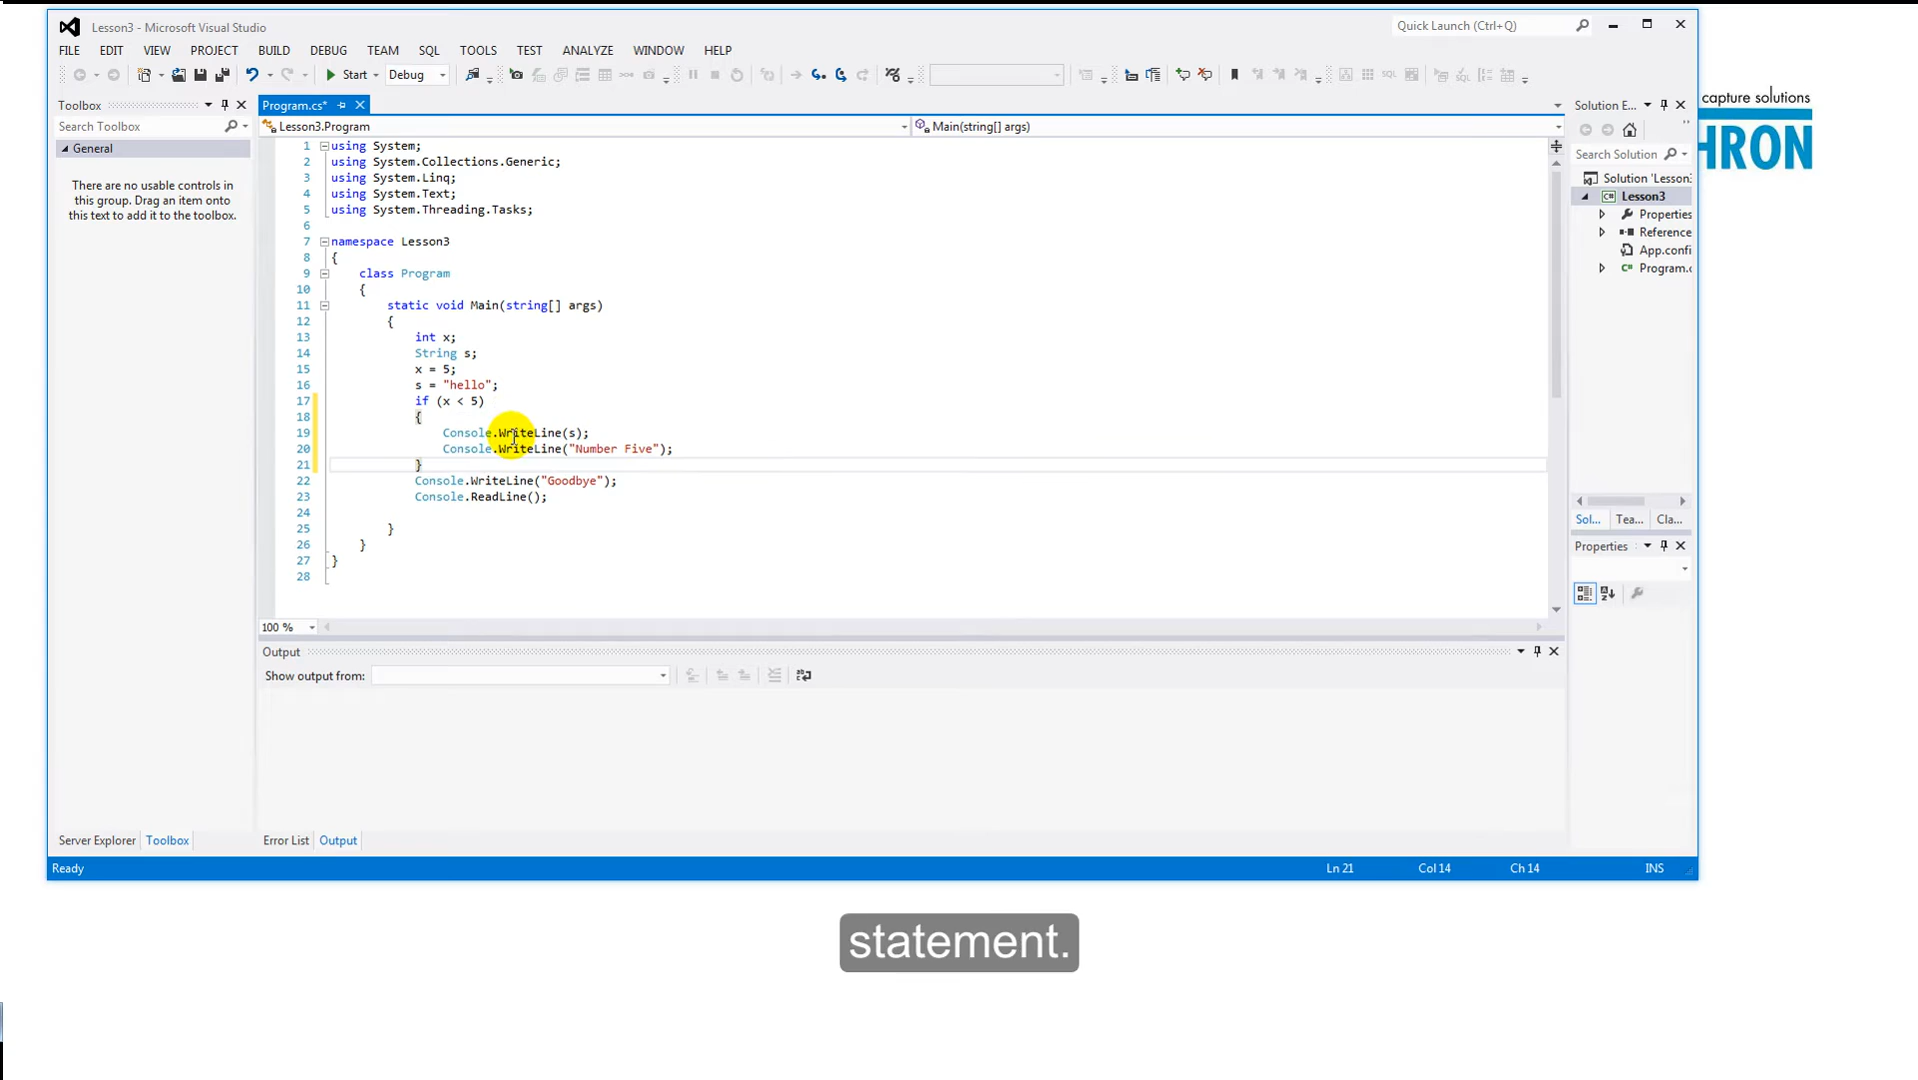 Lesson3 - Microsoft Visual Studio
Quick Launch (Ctrl+Q)
FILE EDIT VIEW PROJECT BUILD DEBUG TEAM SQL TOOLS TEST ANALYZE WINDOW HELP
Start Debug
capture solutions
HRON
Toolbox
Search Toolbox
General
There are no usable controls in
this group. Drag an item onto
this text to add it to the toolbox.
Program.cs*
Lesson3.Program
Main(string[] args)
1 using System;
2 using System.Collections.Generic;
3 using System.Linq;
4 using System.Text;
5 using System.Threading.Tasks;
6
7 namespace Lesson3
8 {
9 class Program
10 {
11 static void Main(string[] args)
12 {
13 int x;
14 String s;
15 x = 5;
16 s = "hello";
17 if (x < 5)
18 {
19 Console.WriteLine(s);
20 Console.WriteLine("Number Five");
21 }
22 Console.WriteLine("Goodbye");
23 Console.ReadLine();
24
25 }
26 }
27 }
28
100 %
Output
Show output from:
Solution E...
Search Solution
Solution 'Lesson3
Lesson3
Properties
Reference
App.confi
Program.c
Sol... Tea... Cla...
Properties
Server Explorer Toolbox
Error List Output
Ready
Ln 21 Col 14 Ch 14 INS
statement.